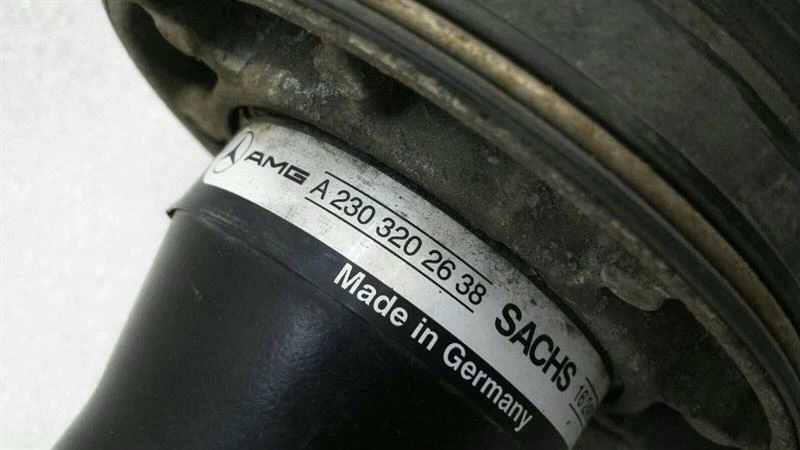 AMG A 230 320 26 38 SACHS
Made in Germany